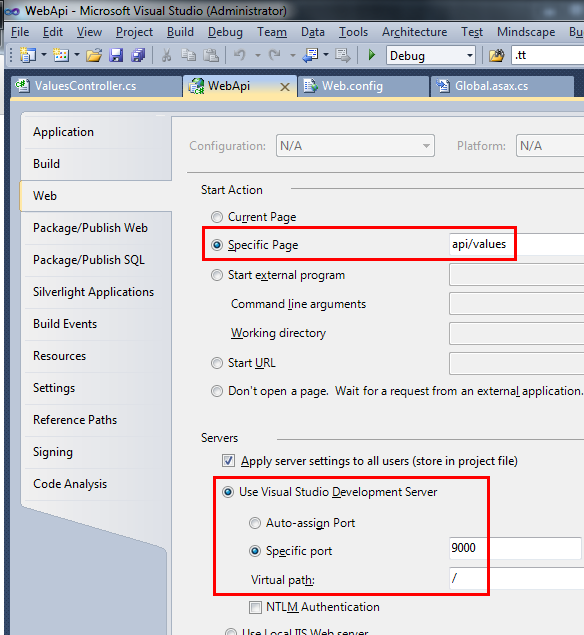 WebApi - Microsoft Visual Studio (Administrator)
File Edit View Project Build Debug Team Data Tools Architecture Test Mindscape Bu
Debug .tt
ValuesController.cs WebApi Web.config Global.asax.cs
Application
Build
Web
Package/Publish Web
Package/Publish SQL
Silverlight Applications
Build Events
Resources
Settings
Reference Paths
Signing
Code Analysis
Configuration: N/A Platform: N/A
Start Action
Current Page
Specific Page api/values
Start external program
Command line arguments
Working directory
Start URL
Don't open a page. Wait for a request from an external application.
Servers
Apply server settings to all users (store in project file)
Use Visual Studio Development Server
Auto-assign Port
Specific port 9000
Virtual path: /
NTLM Authentication
Use Local IIS Web server